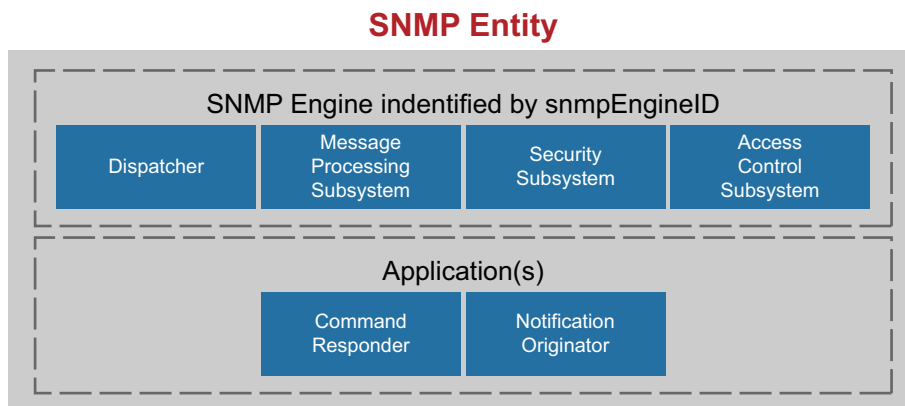 SNMP Entity
SNMP Engine indentified by snmpEngineID
Dispatcher
Message
Processing
Subsystem
Security
Subsystem
Access
Control
Subsystem
Application(s)
Command
Responder
Notification
Originator